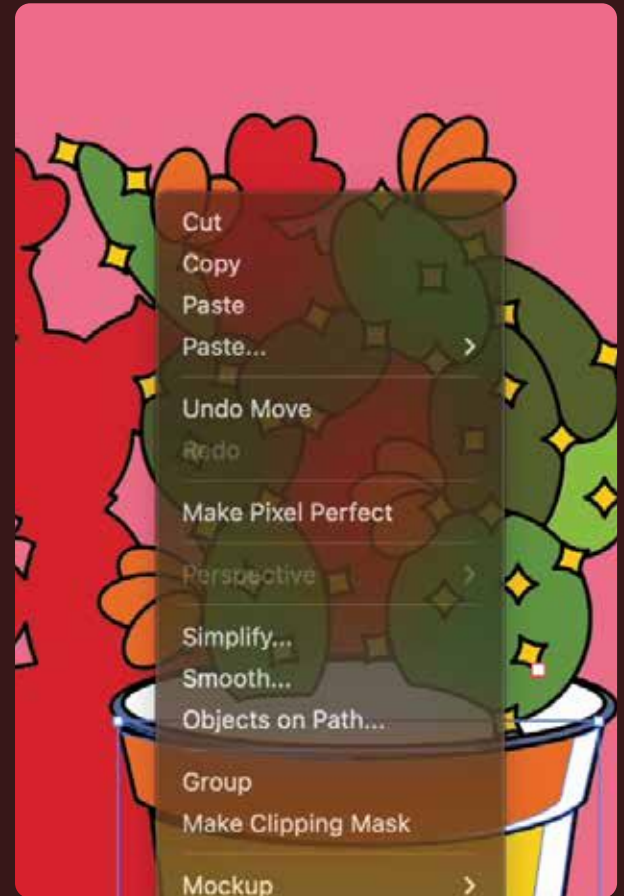 Cut
Copy
Paste
Paste...
Undo Move
Redo
Make Pixel Perfect
Perspective
Simplify...
Smooth...
Objects on Path...
Group
Make Clipping Mask
Mockup